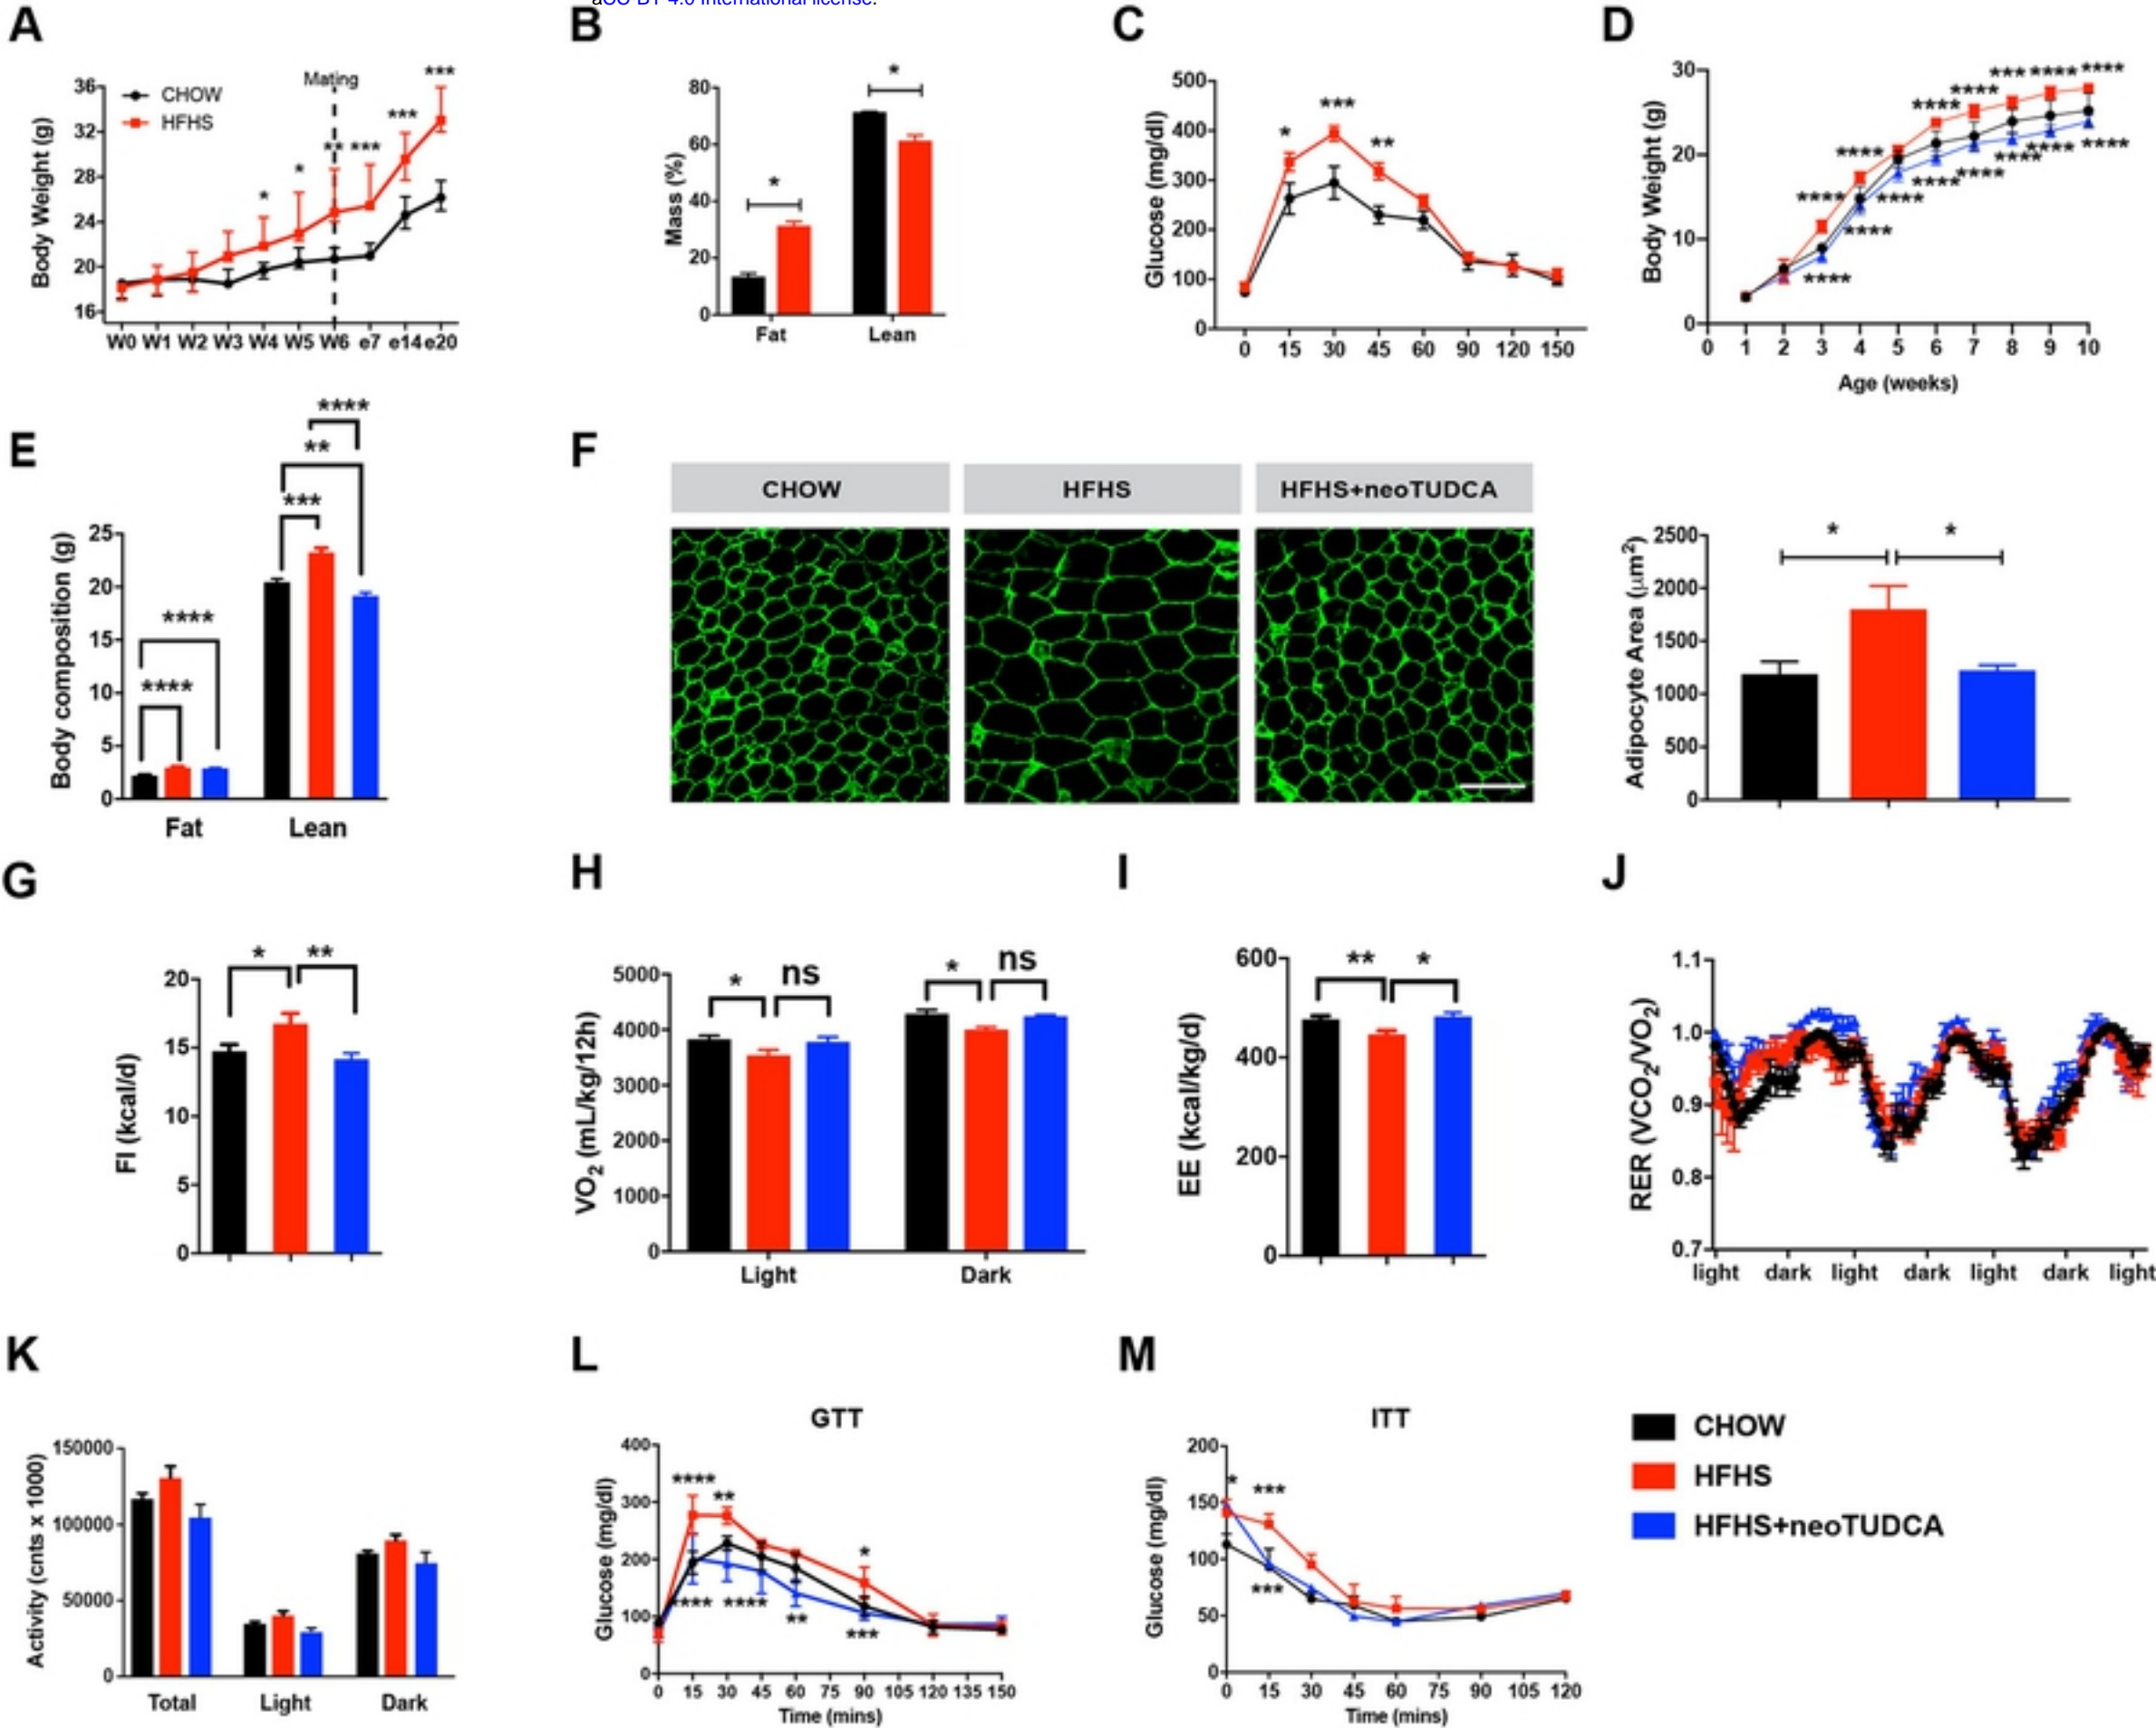 aCC-BY 4.0 International license.
A
Body Weight (g)
36
32
28
24
20
16
CHOW
HFHS
Mating
*
*
**
***
***
***
W0 W1 W2 W3 W4 W5 W6 e7 e14 e20
B
Mass (%)
80
60
40
20
0
*
*
Fat Lean
C
Glucose (mg/dl)
500
400
300
200
100
0
*
***
**
0 15 30 45 60 90 120 150
D
Body Weight (g)
30
20
10
0
**** **** **** **** *** **** ****
**** **** **** **** **** **** **** ****
0 1 2 3 4 5 6 7 8 9 10
Age (weeks)
E
Body composition (g)
25
20
15
10
5
0
****
****
****
**
***
Fat Lean
F
CHOW HFHS HFHS+neoTUDCA
Adipocyte Area (µm²)
2500
2000
1500
1000
500
0
* *
G
FI (kcal/d)
20
15
10
5
0
* **
H
VO₂ (mL/kg/12h)
5000
4000
3000
2000
1000
0
* ns * ns
Light Dark
I
EE (kcal/kg/d)
600
400
200
0
** *
J
RER (VCO₂/VO₂)
1.1
1.0
0.9
0.8
0.7
light dark light dark light dark light
K
Activity (cnts x 1000)
150000
100000
50000
0
Total Light Dark
L
GTT
Glucose (mg/dl)
400
300
200
100
0
**** ** *
**** **** ** ***
0 15 30 45 60 75 90 105 120 135 150
Time (mins)
M
ITT
Glucose (mg/dl)
200
150
100
50
0
* ***
***
0 15 30 45 60 75 90 105 120
Time (mins)
CHOW
HFHS
HFHS+neoTUDCA